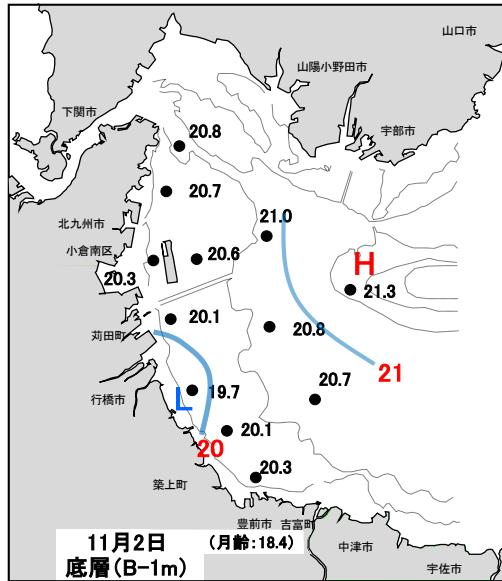 山口市
山陽小野田市
下関市
宇部市
20.8
20.7
北九州市
21.0
小倉南区
20.6
H
20.3
21.3
20.1
20.8
苅田町
21
20.7
行橋市
L
19.7
20.1
20
20.3
築上町
豊前市
吉富町
11月2日
(月齢:18.4)
中津市
底層(B-1m)
宇佐市